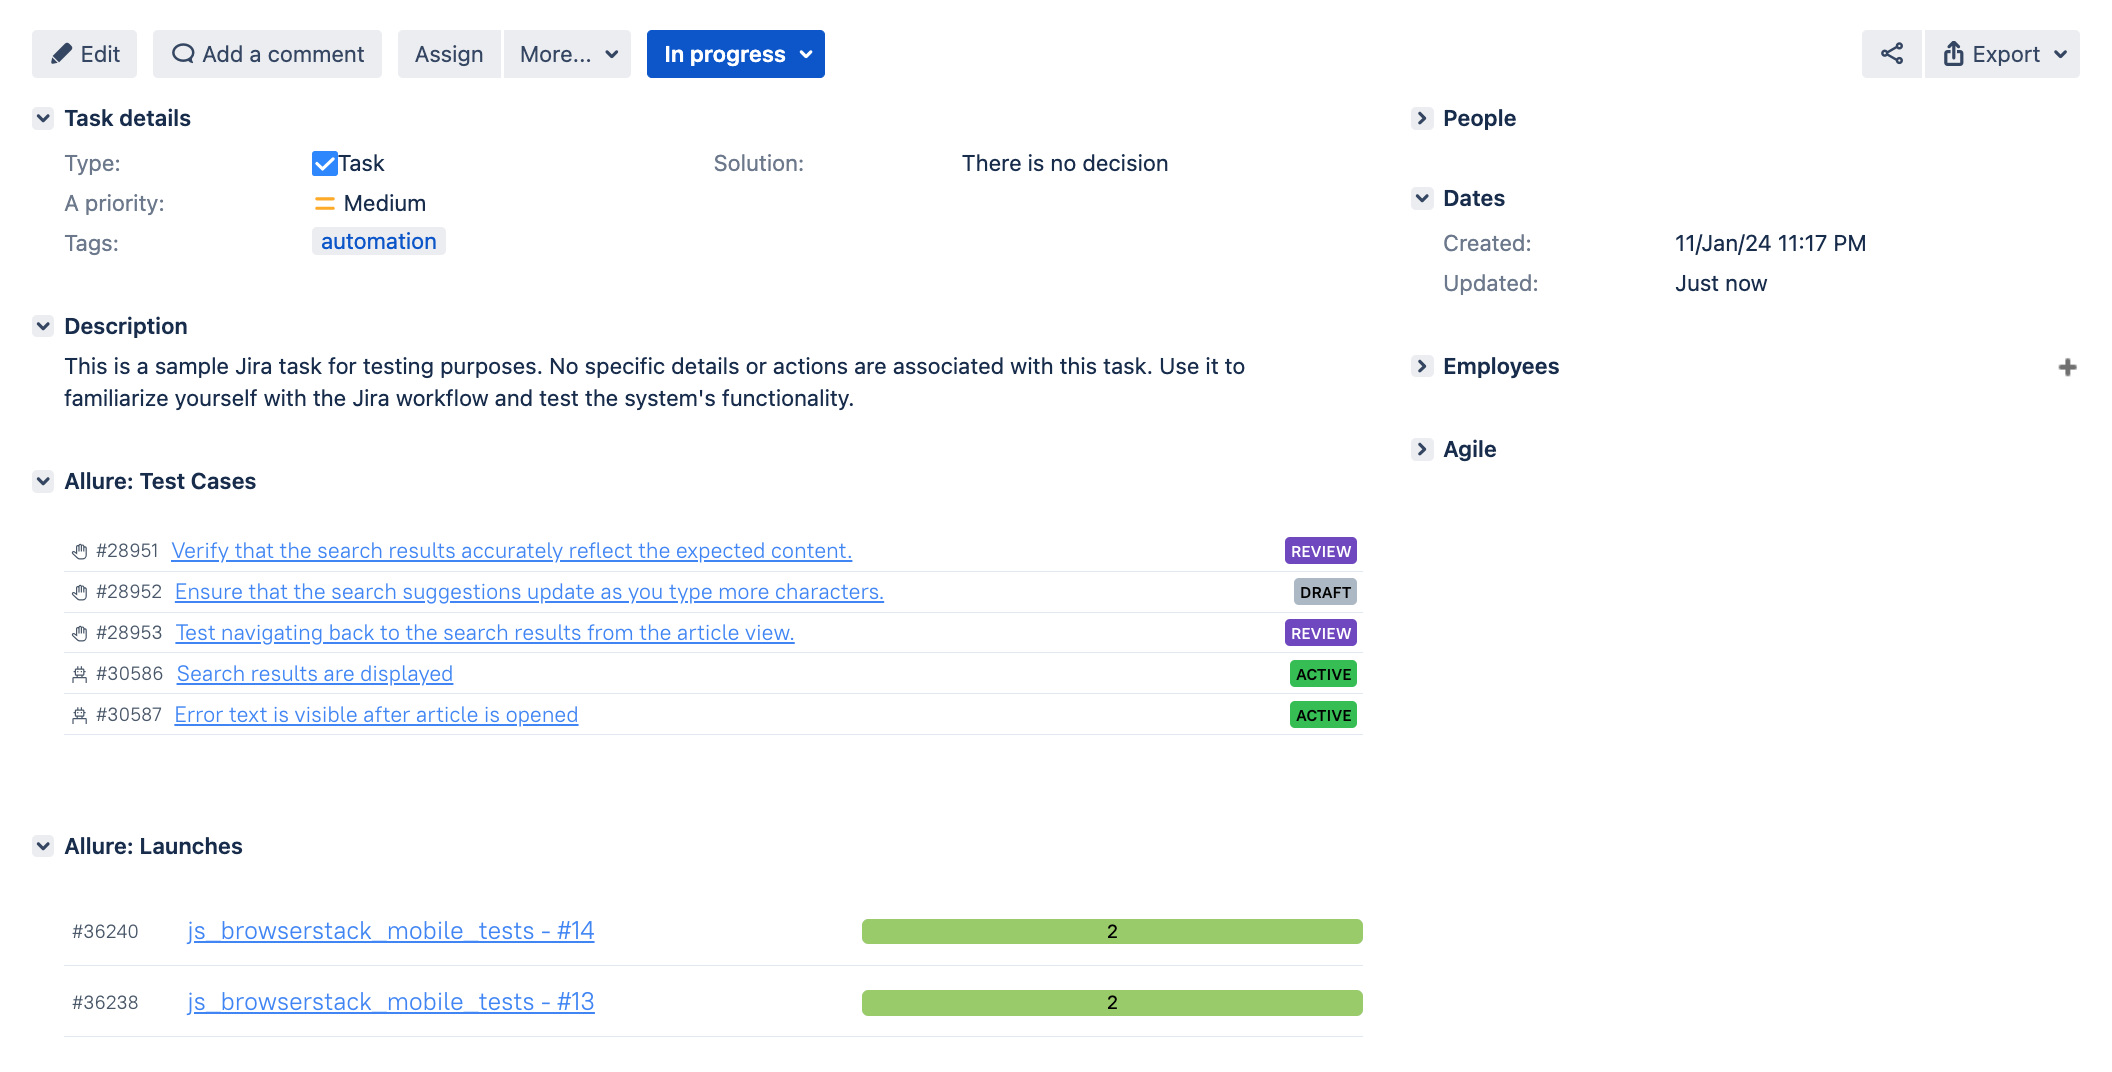 Edit Add a comment Assign More... In progress Export
Task details
Type: Task Solution: There is no decision
A priority: Medium
Tags: automation
Description
This is a sample Jira task for testing purposes. No specific details or actions are associated with this task. Use it to
familiarize yourself with the Jira workflow and test the system's functionality.
Allure: Test Cases
#28951 Verify that the search results accurately reflect the expected content. REVIEW
#28952 Ensure that the search suggestions update as you type more characters. DRAFT
#28953 Test navigating back to the search results from the article view. REVIEW
#30586 Search results are displayed ACTIVE
#30587 Error text is visible after article is opened ACTIVE
Allure: Launches
#36240 js_browserstack_mobile_tests - #14 2
#36238 js_browserstack_mobile_tests - #13 2
People
Dates
Created: 11/Jan/24 11:17 PM
Updated: Just now
Employees
Agile